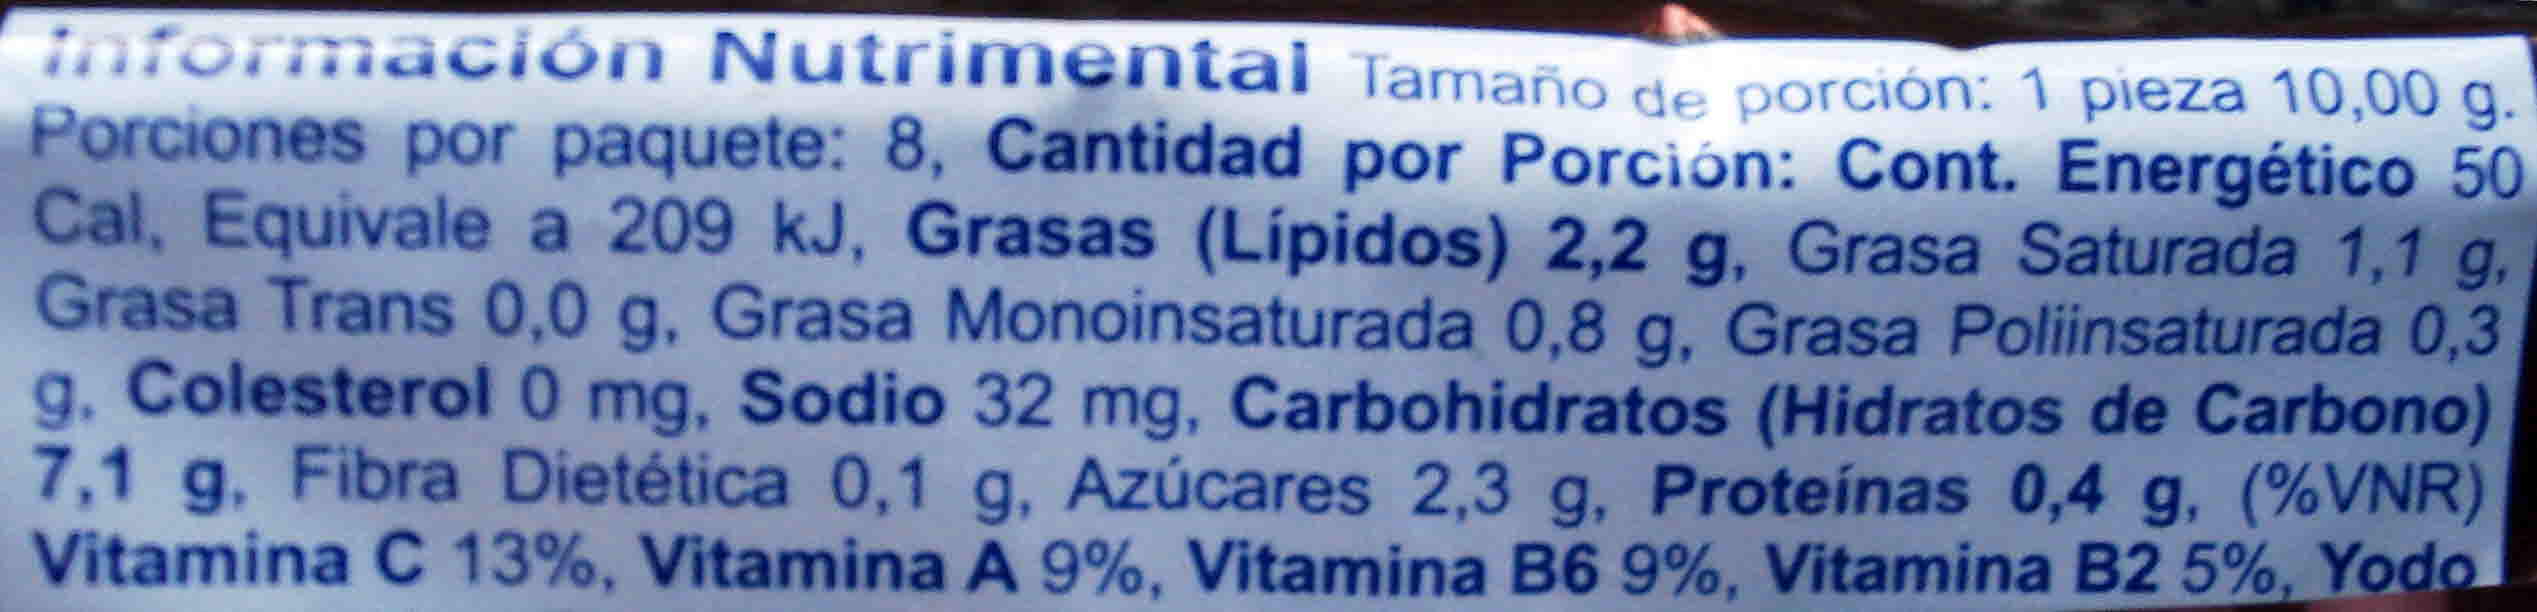 Información Nutrimental Tamaño de porción: 1 pieza 10,00 g.
Porciones por paquete: 8, Cantidad por Porción: Cont. Energético 50
Cal, Equivale a 209 kJ, Grasas (Lípidos) 2,2 g, Grasa Saturada 1,1 g,
Grasa Trans 0,0 g, Grasa Monoinsaturada 0,8 g, Grasa Poliinsaturada 0,3
g, Colesterol 0 mg, Sodio 32 mg, Carbohidratos (Hidratos de Carbono)
7,1 g, Fibra Dietética 0,1 g, Azúcares 2,3 g, Proteínas 0,4 g, (%VNR)
Vitamina C 13%, Vitamina A 9%, Vitamina B6 9%, Vitamina B2 5%, Yodo